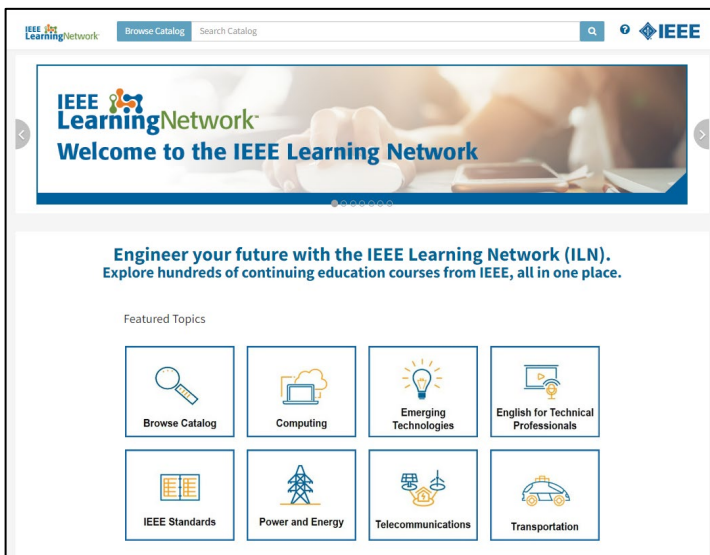 IEEE
LearningNetwork
Browse Catalog
Search Catalog
IEEE
IEEE
LearningNetwork
Welcome to the IEEE Learning Network
Engineer your future with the IEEE Learning Network (ILN).
Explore hundreds of continuing education courses from IEEE, all in one place.
Featured Topics
Browse Catalog
Computing
Emerging
Technologies
English for Technical
Professionals
IEEE Standards
Power and Energy
Telecommunications
Transportation